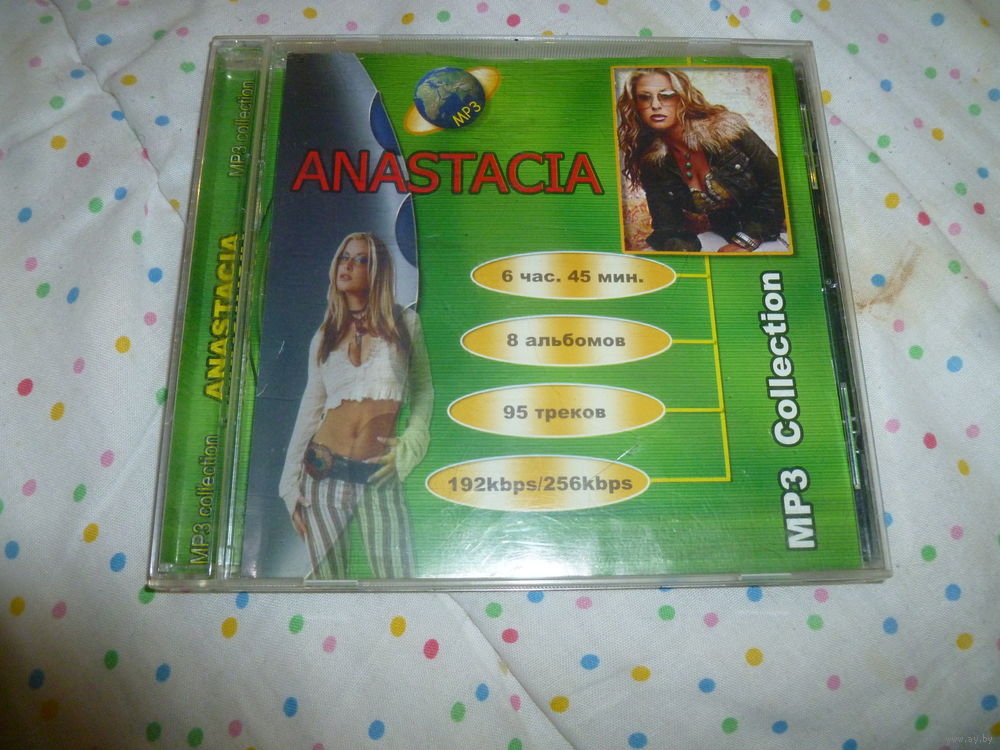 MP3 collection
ANASTACIA
MP3 collection
MP3
ANASTACIA
6 час. 45 мин.
8 альбомов
95 треков
192kbps/256kbps
MP3 Collection
www.ay.by